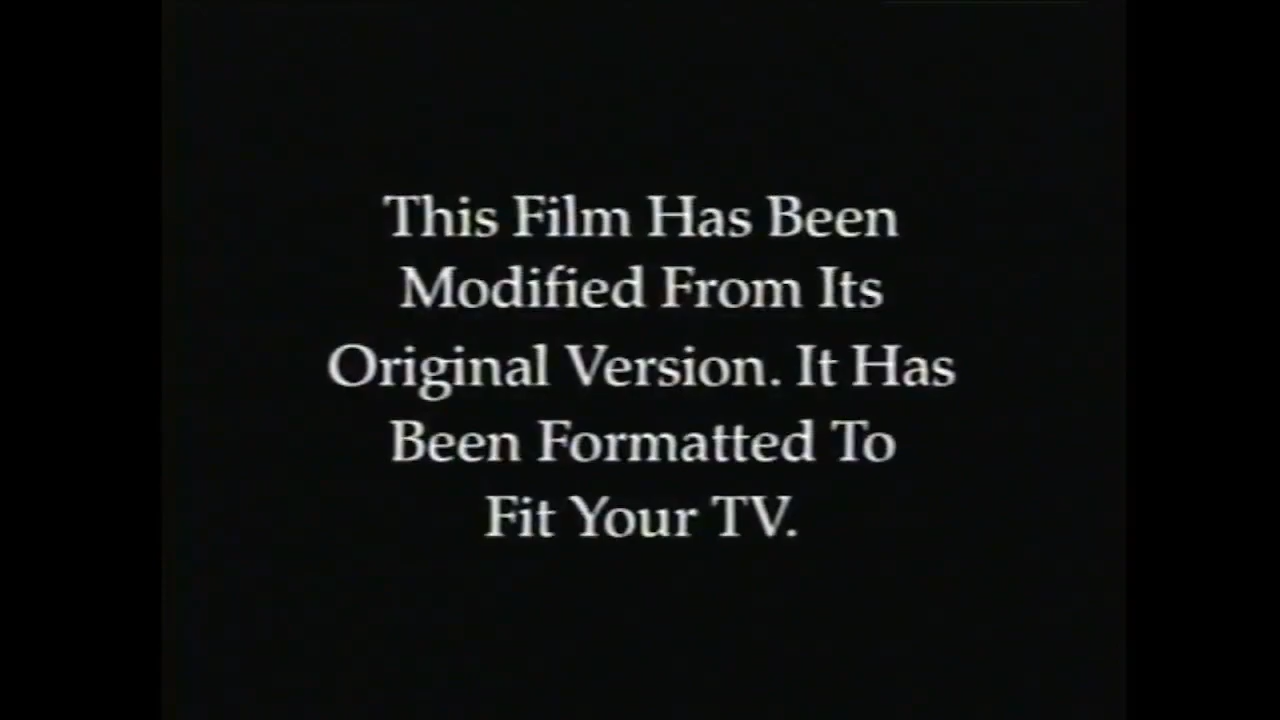 This Film Has Been
Modified From Its
Original Version. It Has
Been Formatted To
Fit Your TV.